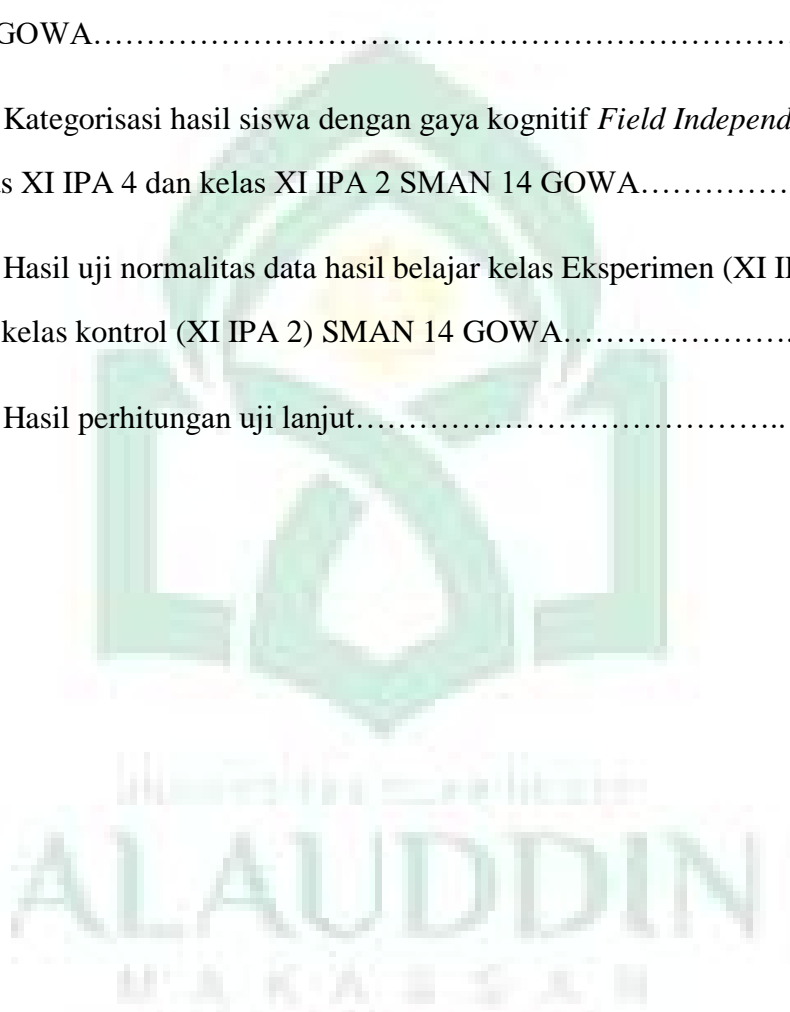 GOWA……………………………………………………………………
Kategorisasi hasil siswa dengan gaya kognitif Field Independ
s XI IPA 4 dan kelas XI IPA 2 SMAN 14 GOWA……………
Hasil uji normalitas data hasil belajar kelas Eksperimen (XI I
kelas kontrol (XI IPA 2) SMAN 14 GOWA…………………
Hasil perhitungan uji lanjut…………………………………..
ALAUDDIN
MAKASSAR